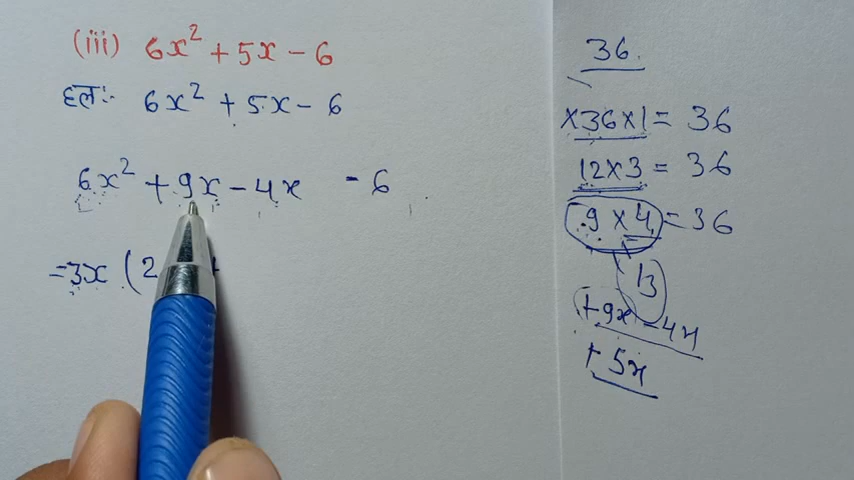 (iii) 6x² + 5x - 6
हलः- 6x² + 5x - 6
6x² + 9x - 4x - 6
= 3x ( 2
36
× 36 × 1 = 36
12 × 3 = 36
9 × 4 = 36
13
+ 9x - 4x
+ 5x